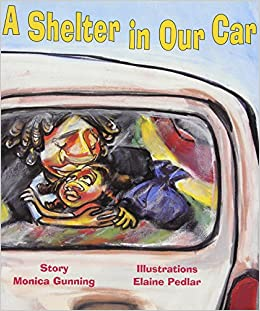 A Shelter in Our Car
Story
Monica Gunning
Illustrations
Elaine Pedlar